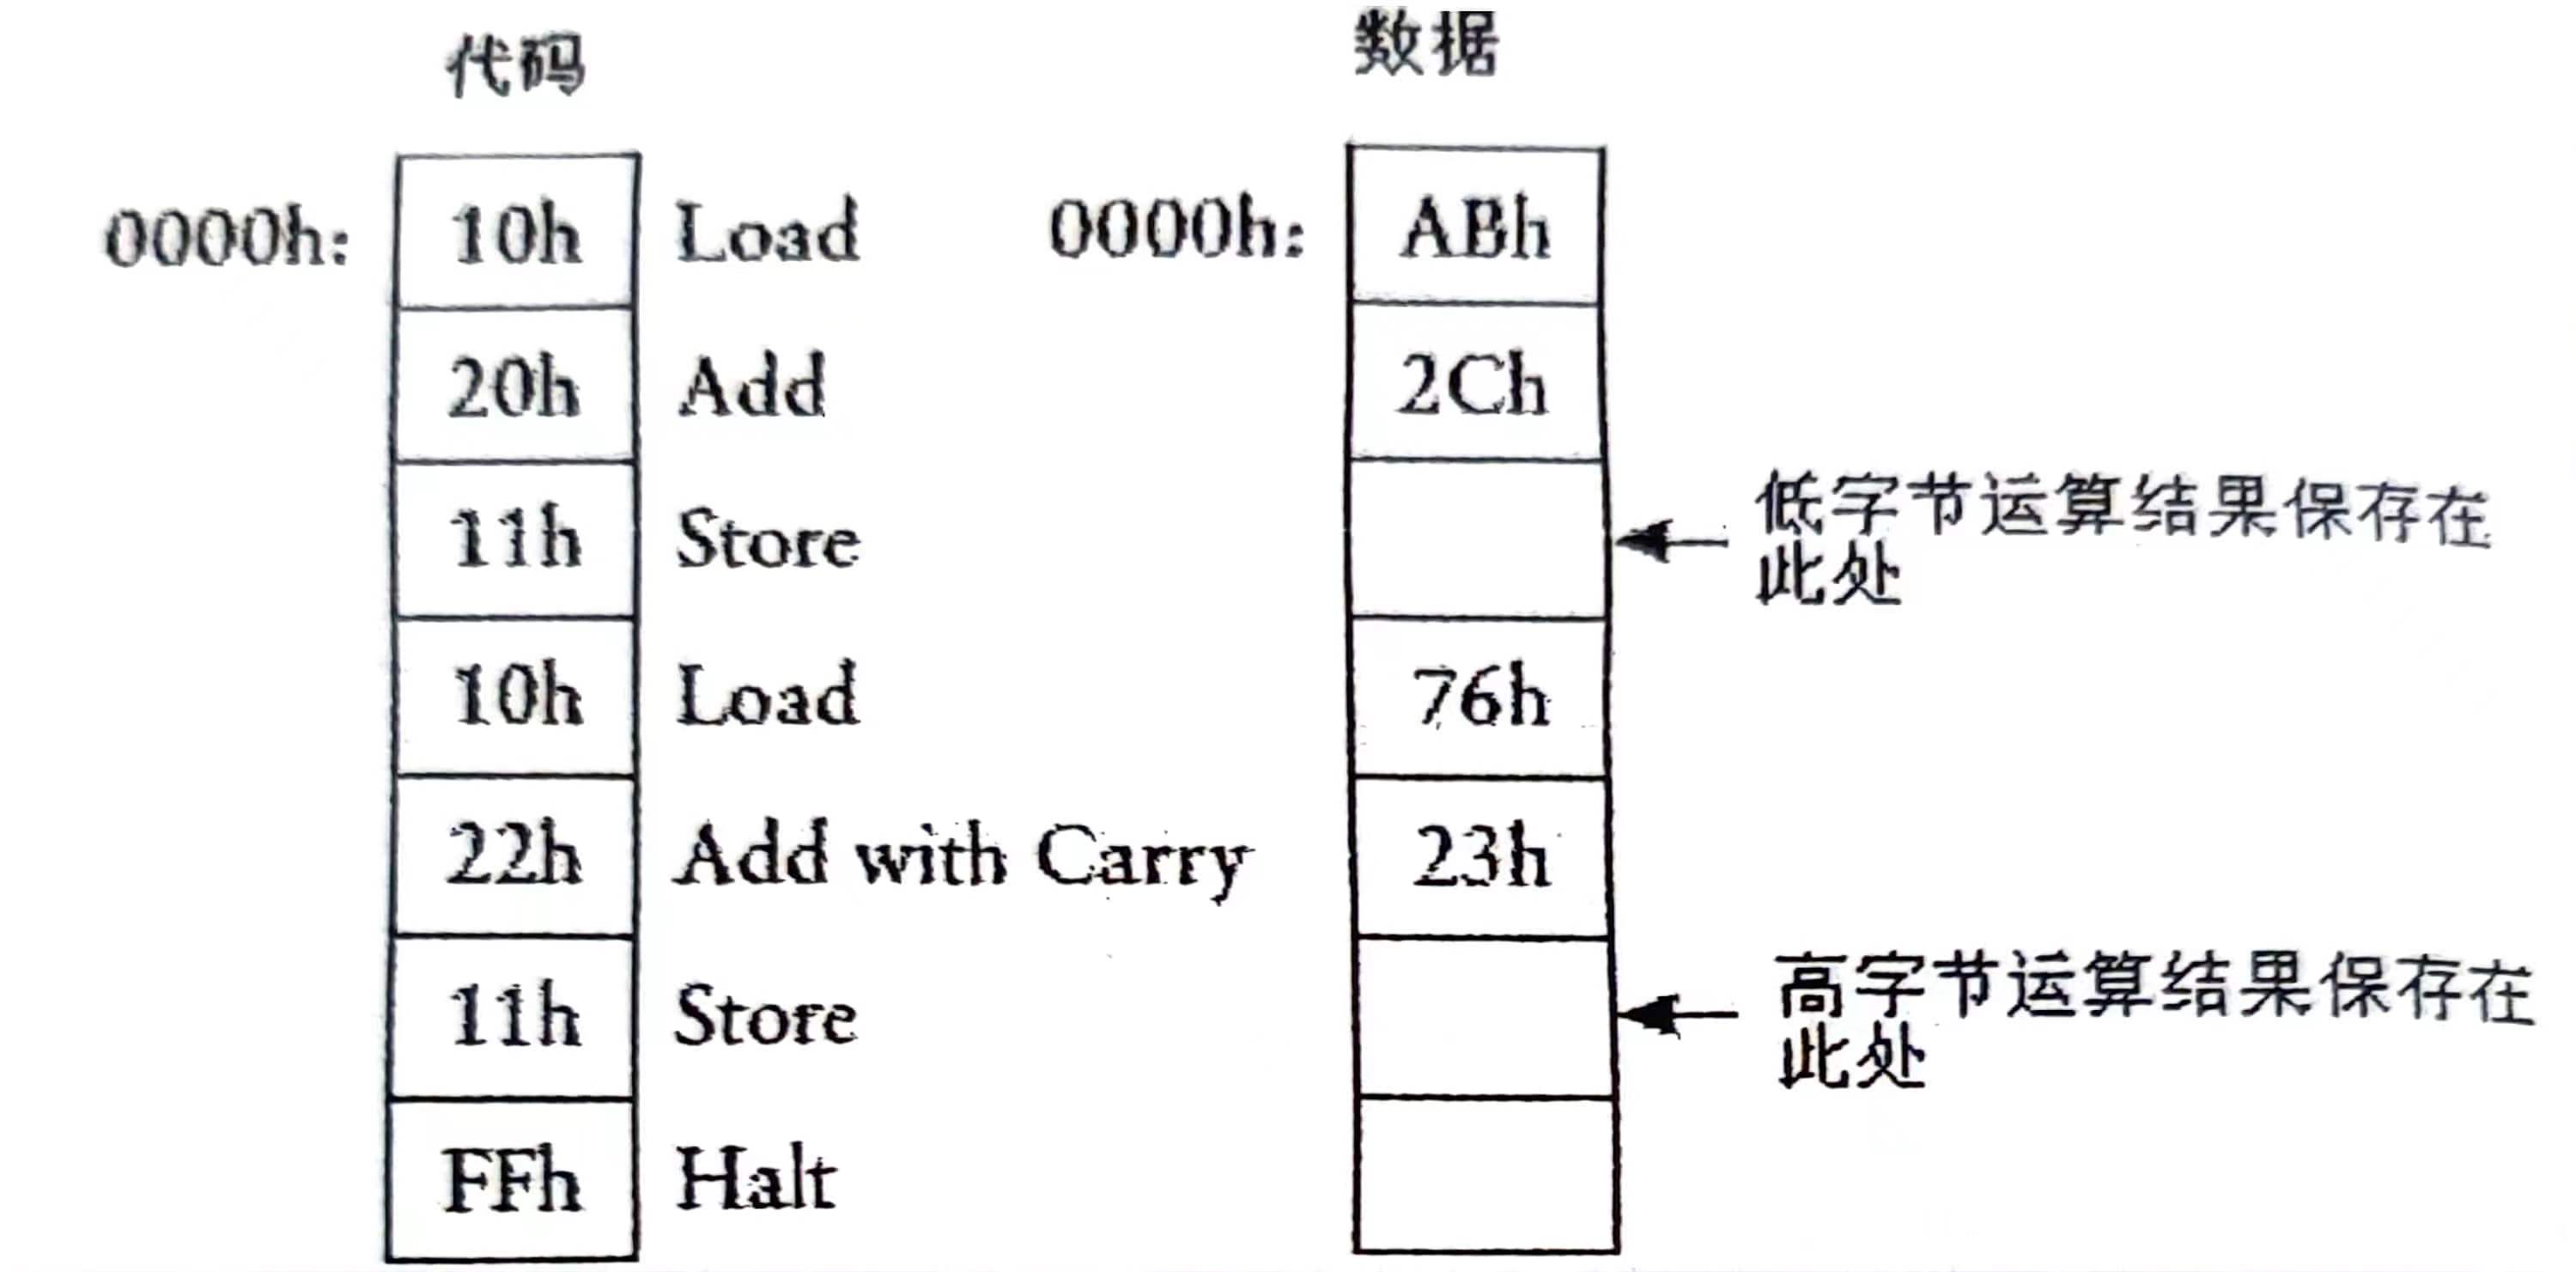 代码
数据
0000h: 10h Load
20h Add
11h Store
10h Load
22h Add with Carry
11h Store
FFh Halt
0000h: ABh
2Ch
低字节运算结果保存在
此处
76h
23h
高字节运算结果保存在
此处